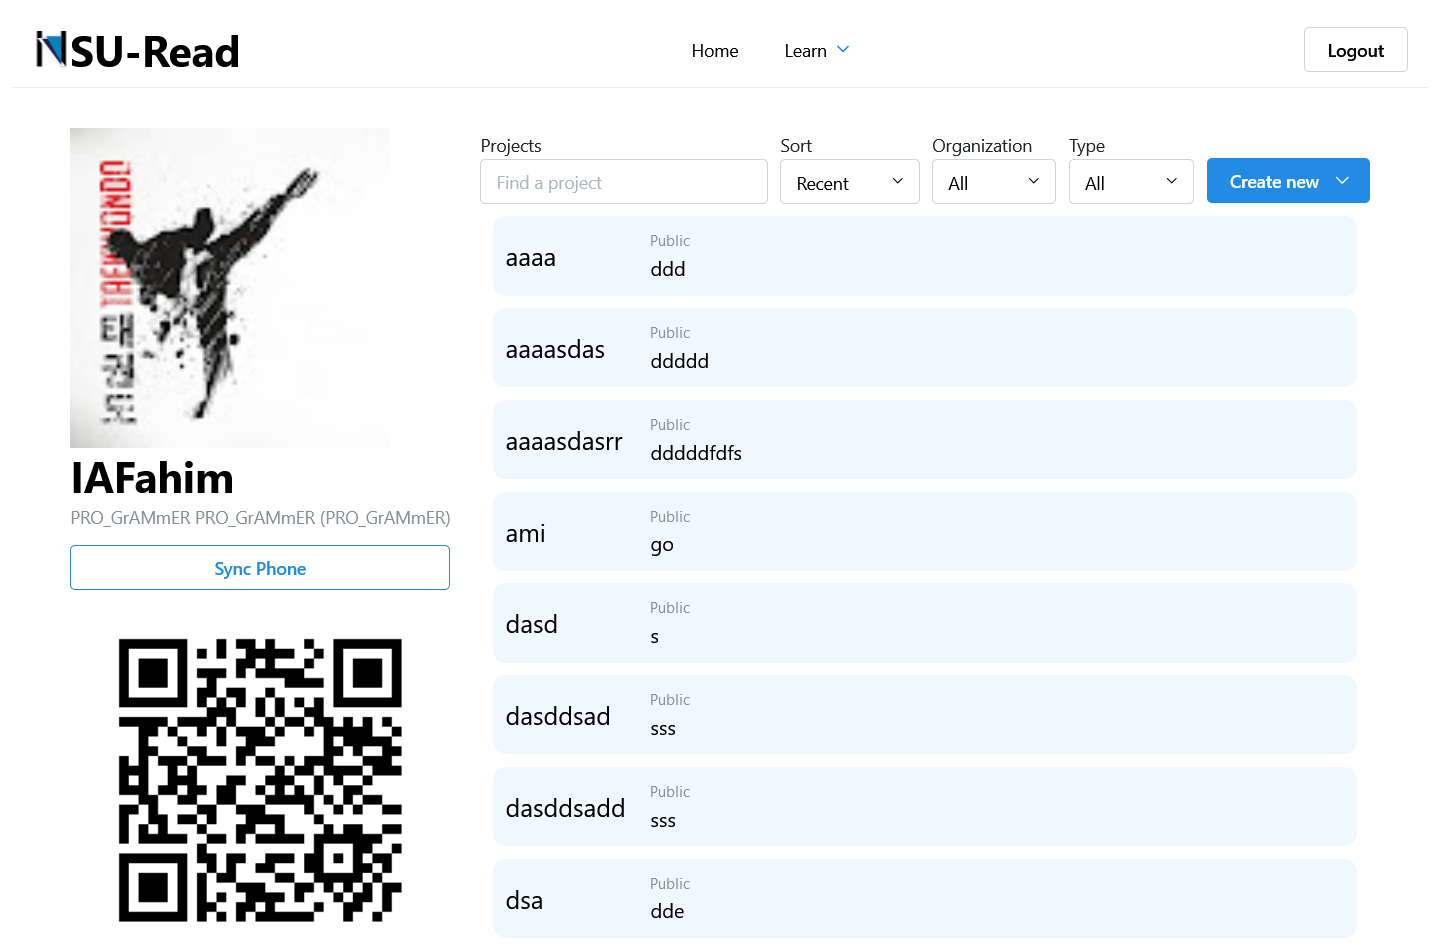 NSU-Read
Home
Learn
Logout
TAEKWONDO
태권도
IAFahim
PRO_GrAMmER PRO_GrAMmER (PRO_GrAMmER)
Sync Phone
Projects
Find a project
Sort
Recent
Organization
All
Type
All
Create new
aaaa
Public
ddd
aaaasdas
Public
ddddd
aaaasdasrr
Public
dddddfdfs
ami
Public
go
dasd
Public
s
dasddsad
Public
sss
dasddsadd
Public
sss
dsa
Public
dde